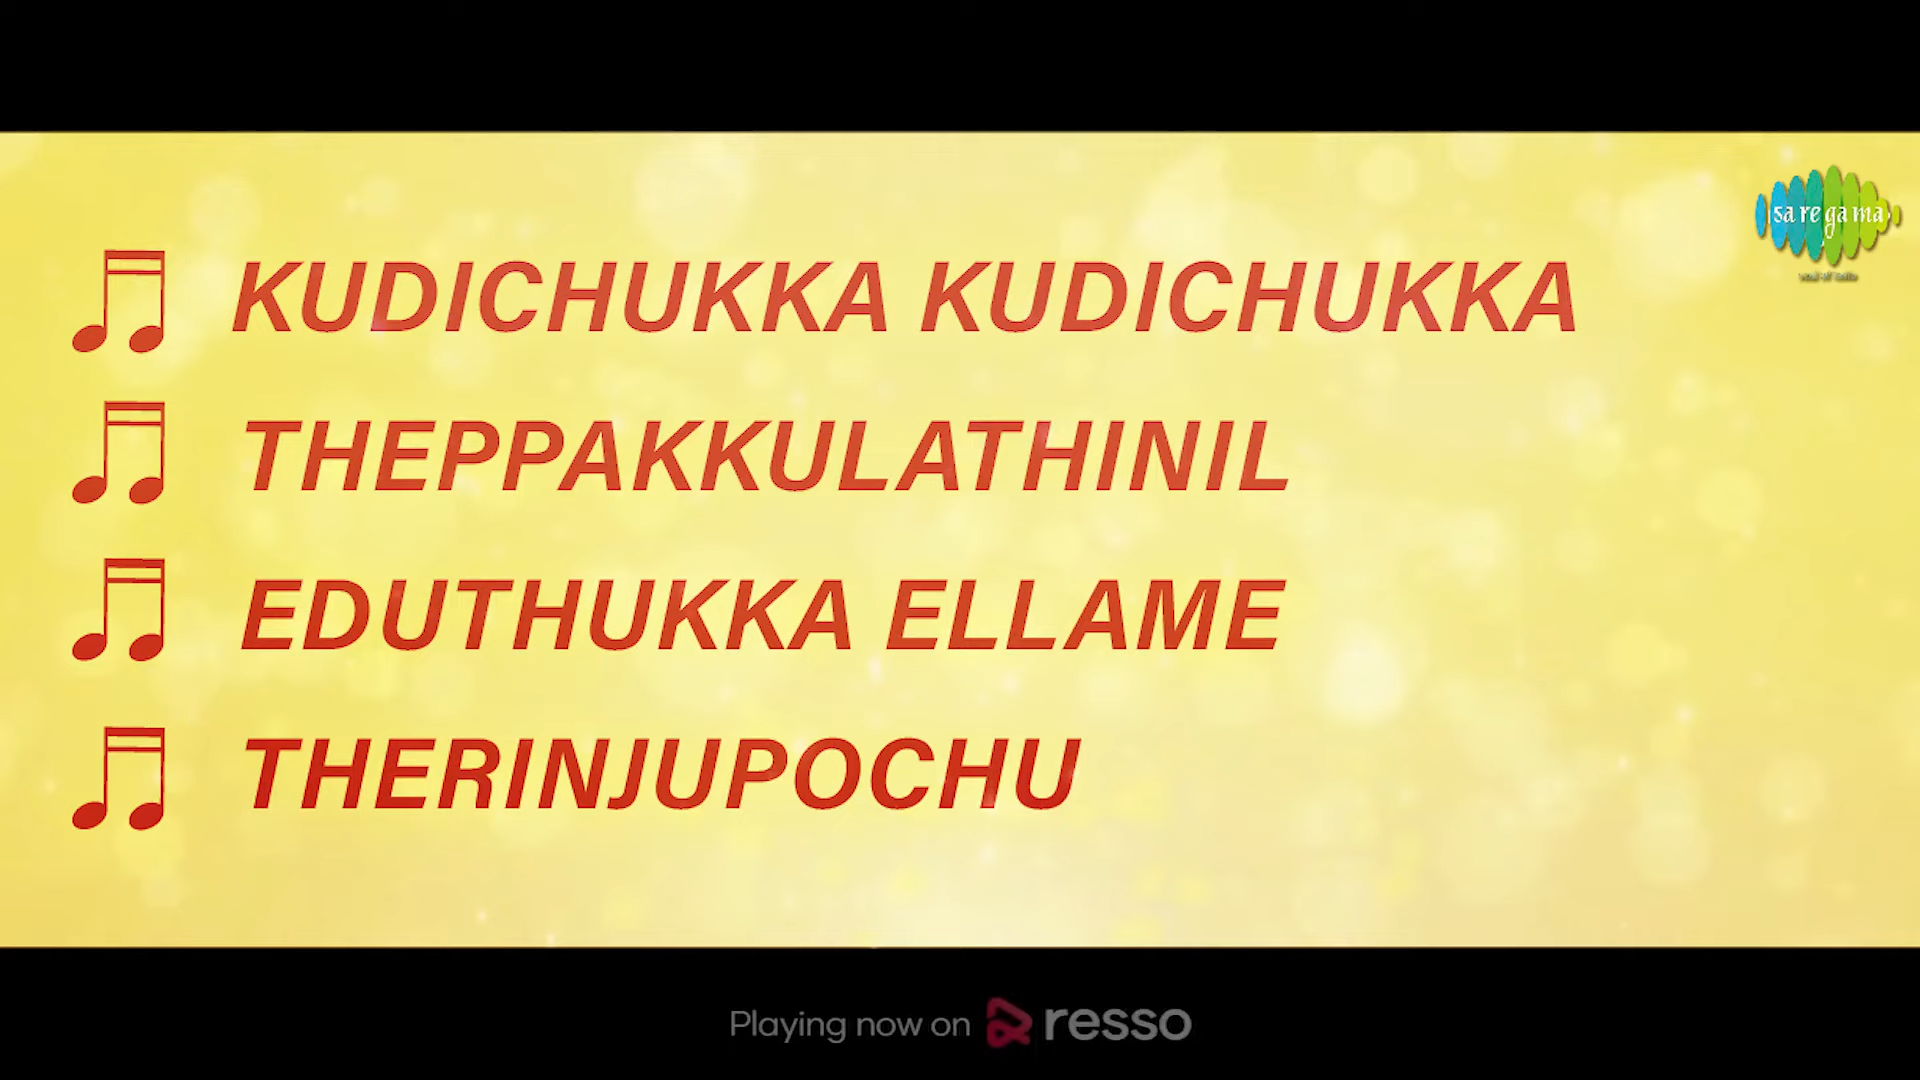 sa re ga ma
KUDICHUKKA KUDICHUKKA
THEPPAKKULATHINIL
EDUTHUKKA ELLAME
THERINJUPOCHU
Playing now on resso